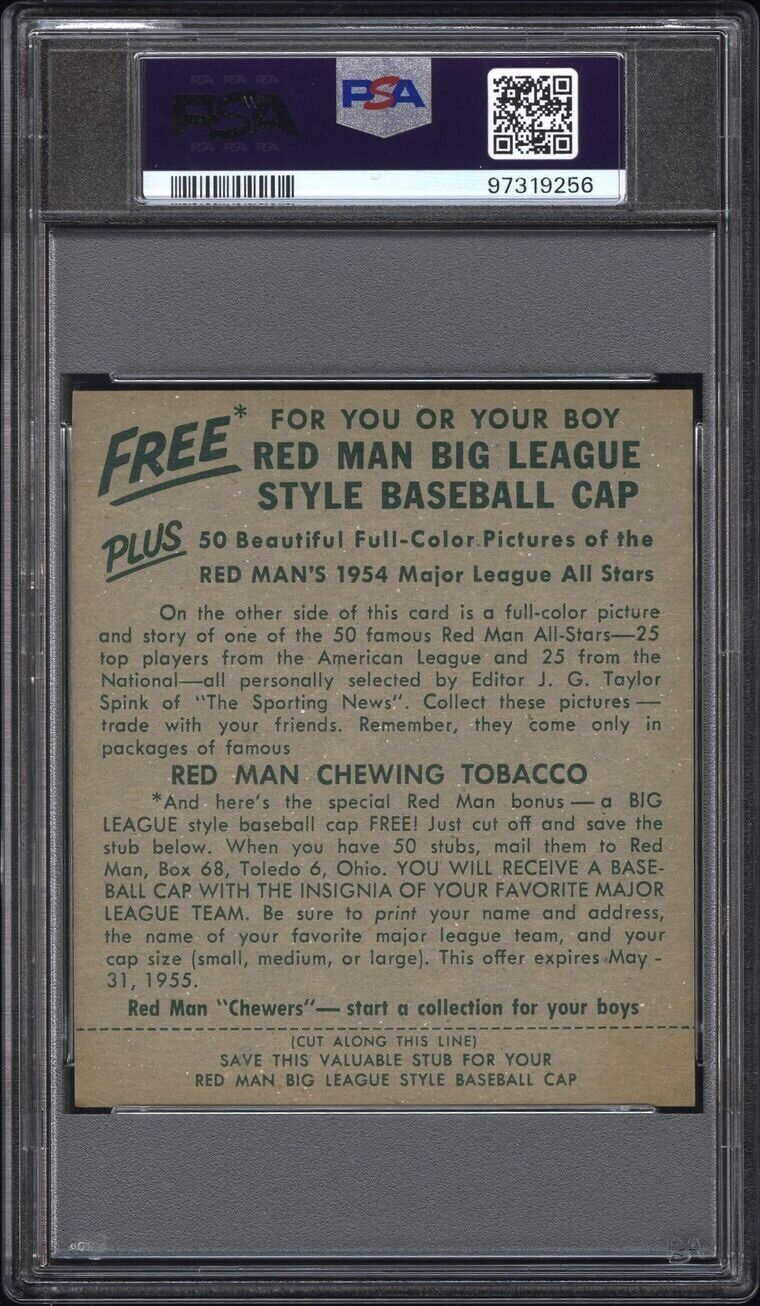 PSA PSA PSA
PSA
PSA PSA PSA
PSA
97319256
FREE* FOR YOU OR YOUR BOY
RED MAN BIG LEAGUE
STYLE BASEBALL CAP
PLUS 50 Beautiful Full-Color Pictures of the
RED MAN'S 1954 Major League All Stars
On the other side of this card is a full-color picture
and story of one of the 50 famous Red Man All-Stars—25
top players from the American League and 25 from the
National—all personally selected by Editor J. G. Taylor
Spink of "The Sporting News". Collect these pictures —
trade with your friends. Remember, they come only in
packages of famous
RED MAN CHEWING TOBACCO
*And here's the special Red Man bonus — a BIG
LEAGUE style baseball cap FREE! Just cut off and save the
stub below. When you have 50 stubs, mail them to Red
Man, Box 68, Toledo 6, Ohio. YOU WILL RECEIVE A BASE-
BALL CAP WITH THE INSIGNIA OF YOUR FAVORITE MAJOR
LEAGUE TEAM. Be sure to print your name and address,
the name of your favorite major league team, and your
cap size (small, medium, or large). This offer expires May -
31, 1955.
Red Man "Chewers"— start a collection for your boys
(CUT ALONG THIS LINE)
SAVE THIS VALUABLE STUB FOR YOUR
RED MAN BIG LEAGUE STYLE BASEBALL CAP
PSA